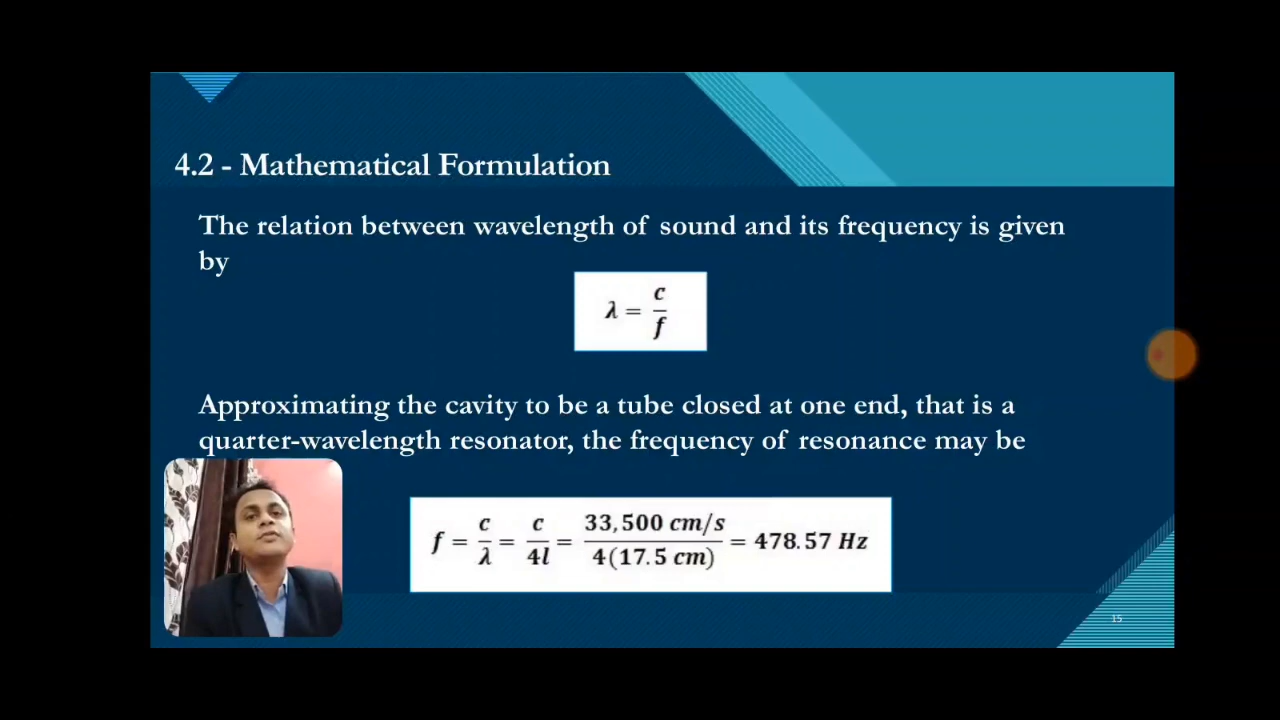 4.2 - Mathematical Formulation
The relation between wavelength of sound and its frequency is given
by
λ = c/f
Approximating the cavity to be a tube closed at one end, that is a
quarter-wavelength resonator, the frequency of resonance may be
f = c/λ = c/4l = 33,500 cm/s / 4(17.5 cm) = 478.57 Hz
15